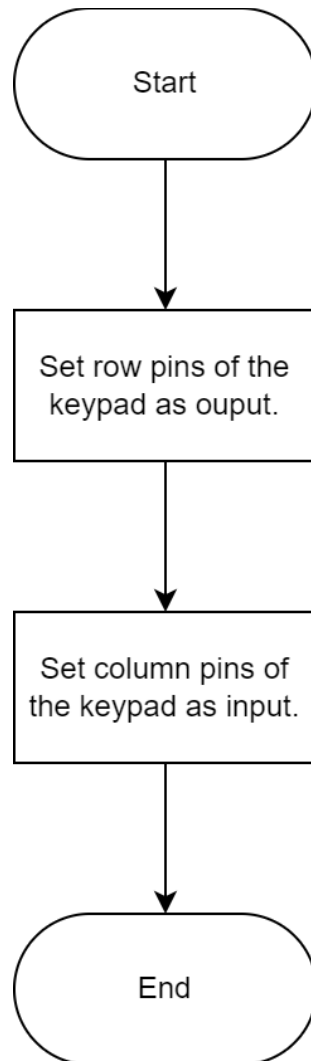 Start
Set row pins of the
keypad as ouput.
Set column pins of
the keypad as input.
End